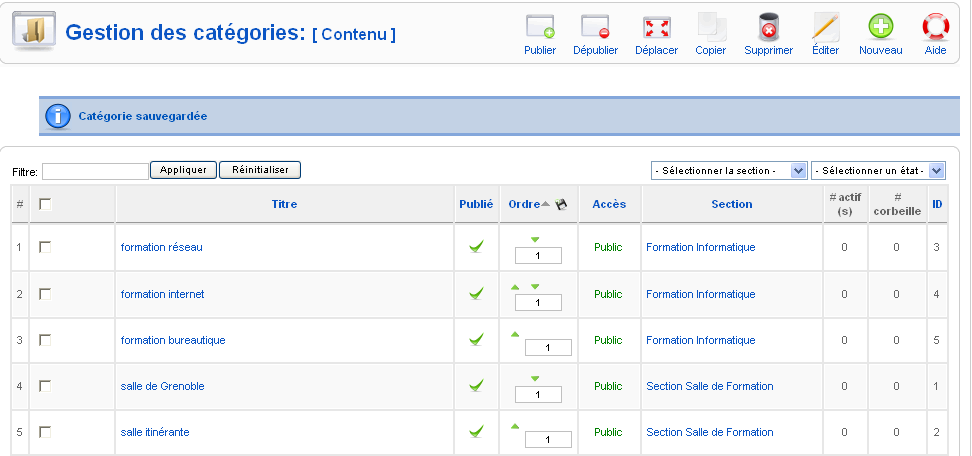 Gestion des catégories: [ Contenu ]
Publier Dépublier Déplacer Copier Supprimer Éditer Nouveau Aide
Catégorie sauvegardée
Filtre: Appliquer Réinitialiser - Sélectionner la section - - Sélectionner un état -
# Titre Publié Ordre Accès Section # actif (s) # corbeille ID
1 formation réseau 1 Public Formation Informatique 0 0 3
2 formation internet 1 Public Formation Informatique 0 0 4
3 formation bureautique 1 Public Formation Informatique 0 0 5
4 salle de Grenoble 1 Public Section Salle de Formation 0 0 1
5 salle itinérante 1 Public Section Salle de Formation 0 0 2